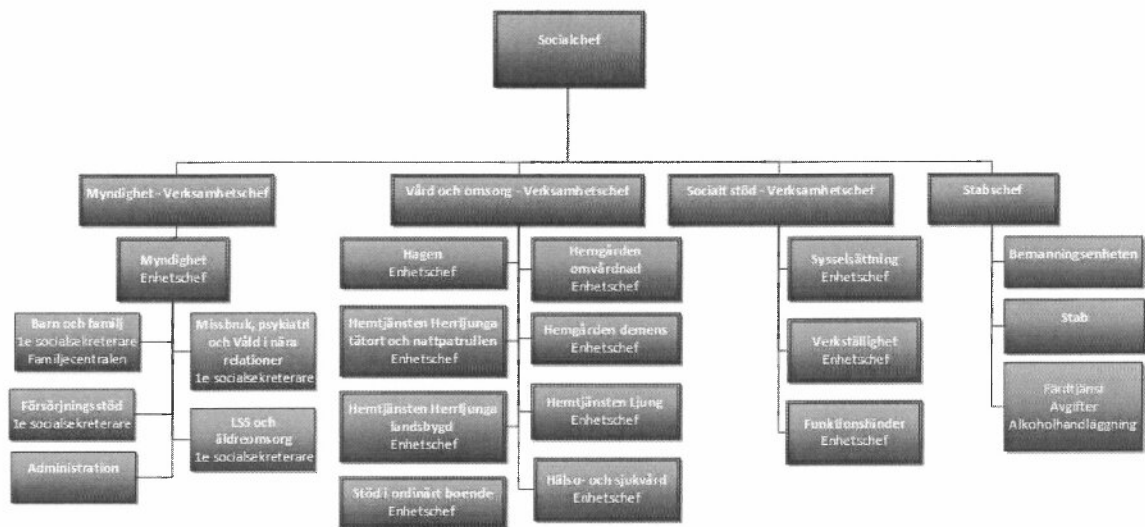 Socialchef
Myndighet - Verksamhetschef
Vård och omsorg - Verksamhetschef
Socialt stöd - Verksamhetschef
Stabschef
Myndighet
Enhetschef
Barn och familj
1e socialsekreterare
Familjecentralen
Missbruk, psykiatri
och Våld i nära
relationer
1e socialsekreterare
Försörjningsstöd
1e socialsekreterare
LSS och
äldreomsorg
1e socialsekreterare
Administration
Hagen
Enhetschef
Hemgården
omvårdnad
Enhetschef
Hemtjänsten Herrljunga
tätort och nattpatrullen
Enhetschef
Hemgården demens
Enhetschef
Hemtjänsten Herrljunga
landsbygd
Enhetschef
Hemtjänsten Ljung
Enhetschef
Stöd i ordinärt boende
Enhetschef
Hälso- och sjukvård
Enhetschef
Sysselsättning
Enhetschef
Verkställighet
Enhetschef
Funktionshinder
Enhetschef
Bemanningsenheten
Stab
Färdtjänst
Avgifter
Alkoholhandläggning